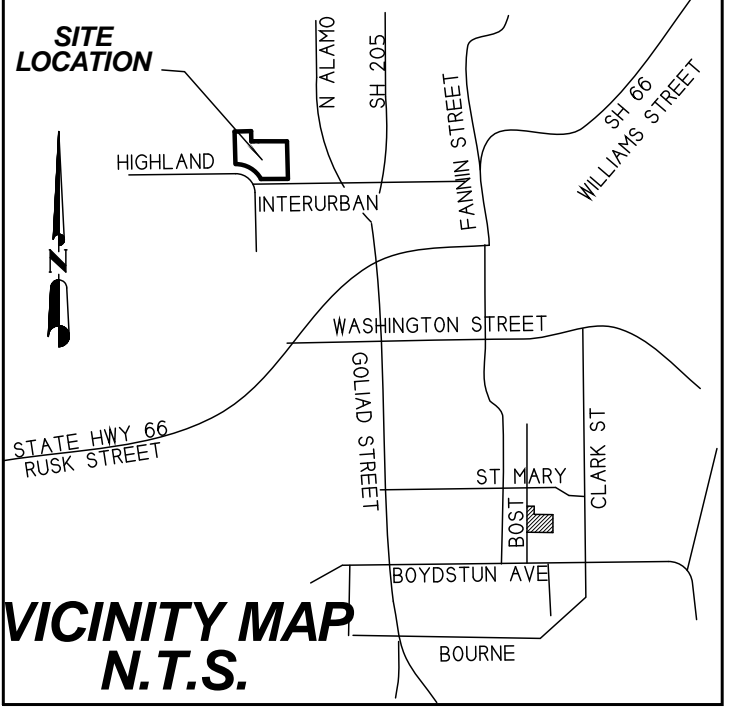 SITE
LOCATION
N ALAMO
SH 205
FANNIN STREET
SH 66
WILLIAMS STREET
HIGHLAND
INTERURBAN
N
WASHINGTON STREET
GOLIAD STREET
STATE HWY 66
RUSK STREET
ST MARY
CLARK ST
BOST
BOYDSTUN AVE
VICINITY MAP
N.T.S.
BOURNE